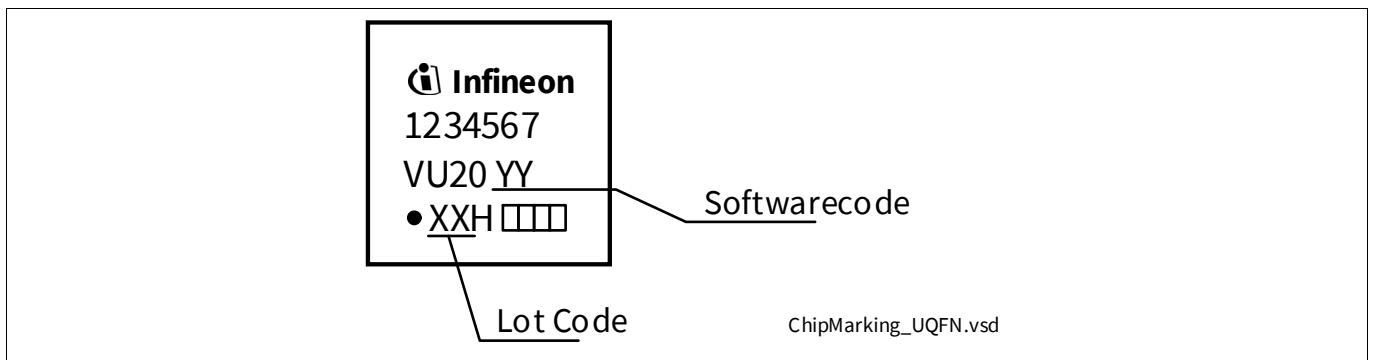 Infineon
1234567
VU20 YY
Softwarecode
•XXH
Lot Code
ChipMarking_UQFN.vsd